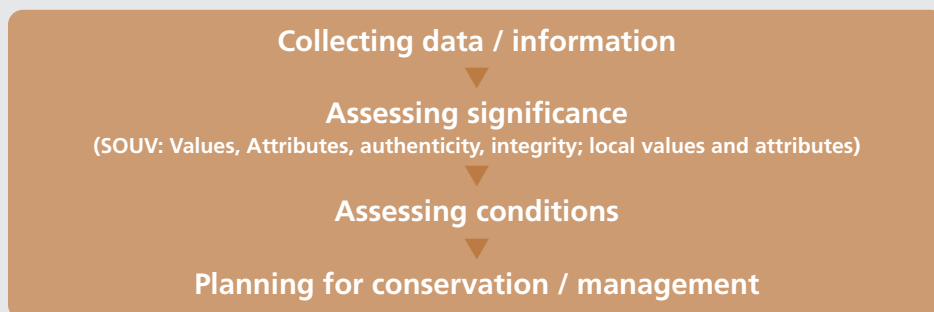 Collecting data / information
Assessing significance
(SOUV: Values, Attributes, authenticity, integrity; local values and attributes)
Assessing conditions
Planning for conservation / management